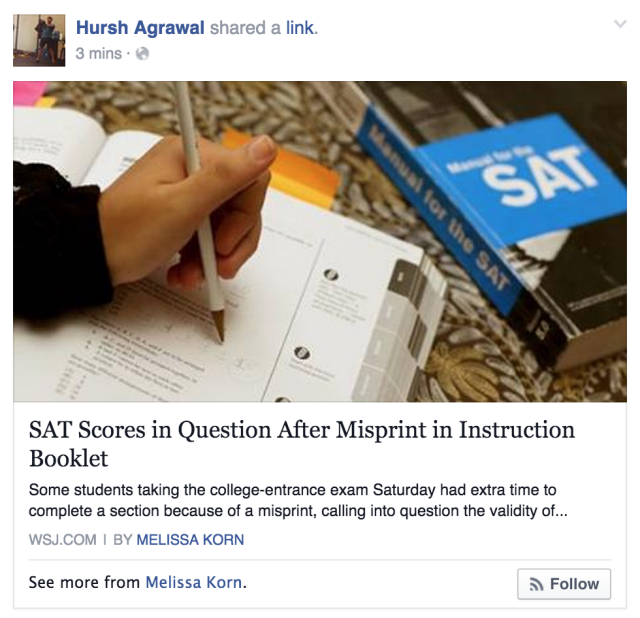 Hursh Agrawal shared a link.
3 mins ·
Manual for the
SAT
Manual for the SAT
SAT Scores in Question After Misprint in Instruction
Booklet
Some students taking the college-entrance exam Saturday had extra time to
complete a section because of a misprint, calling into question the validity of...
WSJ.COM | BY MELISSA KORN
See more from Melissa Korn.
Follow